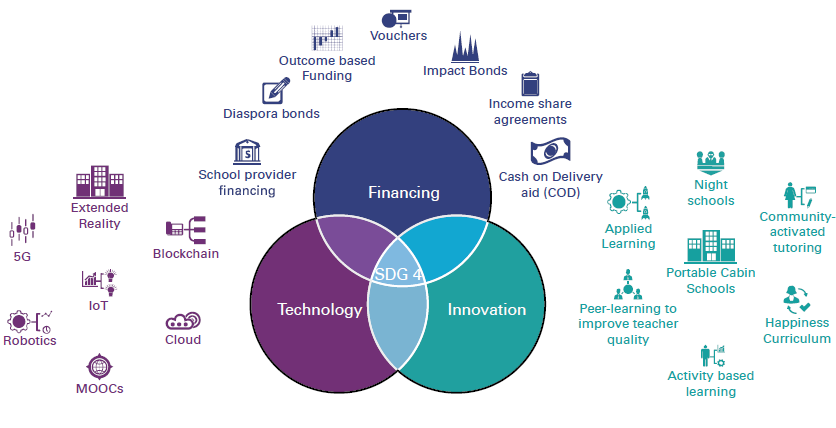 Vouchers
Outcome based
Funding
Impact Bonds
Diaspora bonds
Income share
agreements
School provider
financing
Cash on Delivery
aid (COD)
Financing
SDG 4
Technology
Innovation
Extended
Reality
5G
Blockchain
IoT
Robotics
Cloud
MOOCs
Night
schools
Applied
Learning
Community-
activated
tutoring
Portable Cabin
Schools
Peer-learning to
improve teacher
quality
Happiness
Curriculum
Activity based
learning